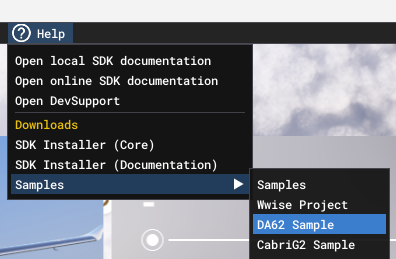 Help
Open local SDK documentation
Open online SDK documentation
Open DevSupport
Downloads
SDK Installer (Core)
SDK Installer (Documentation)
Samples
Samples
Wwise Project
DA62 Sample
CabriG2 Sample